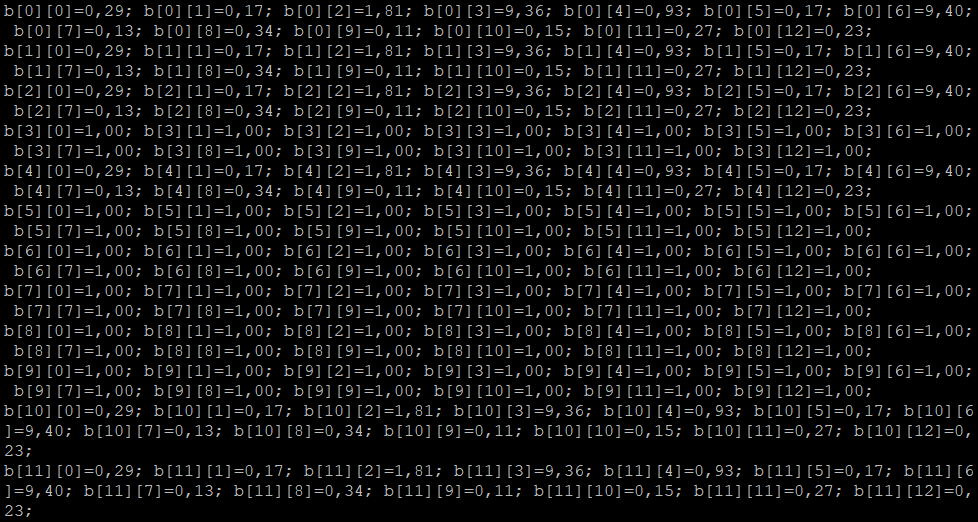 b[0][0]=0,29; b[0][1]=0,17; b[0][2]=1,81; b[0][3]=9,36; b[0][4]=0,93; b[0][5]=0,17; b[0][6]=9,40;
b[0][7]=0,13; b[0][8]=0,34; b[0][9]=0,11; b[0][10]=0,15; b[0][11]=0,27; b[0][12]=0,23;
b[1][0]=0,29; b[1][1]=0,17; b[1][2]=1,81; b[1][3]=9,36; b[1][4]=0,93; b[1][5]=0,17; b[1][6]=9,40;
b[1][7]=0,13; b[1][8]=0,34; b[1][9]=0,11; b[1][10]=0,15; b[1][11]=0,27; b[1][12]=0,23;
b[2][0]=0,29; b[2][1]=0,17; b[2][2]=1,81; b[2][3]=9,36; b[2][4]=0,93; b[2][5]=0,17; b[2][6]=9,40;
b[2][7]=0,13; b[2][8]=0,34; b[2][9]=0,11; b[2][10]=0,15; b[2][11]=0,27; b[2][12]=0,23;
b[3][0]=1,00; b[3][1]=1,00; b[3][2]=1,00; b[3][3]=1,00; b[3][4]=1,00; b[3][5]=1,00; b[3][6]=1,00;
b[3][7]=1,00; b[3][8]=1,00; b[3][9]=1,00; b[3][10]=1,00; b[3][11]=1,00; b[3][12]=1,00;
b[4][0]=0,29; b[4][1]=0,17; b[4][2]=1,81; b[4][3]=9,36; b[4][4]=0,93; b[4][5]=0,17; b[4][6]=9,40;
b[4][7]=0,13; b[4][8]=0,34; b[4][9]=0,11; b[4][10]=0,15; b[4][11]=0,27; b[4][12]=0,23;
b[5][0]=1,00; b[5][1]=1,00; b[5][2]=1,00; b[5][3]=1,00; b[5][4]=1,00; b[5][5]=1,00; b[5][6]=1,00;
b[5][7]=1,00; b[5][8]=1,00; b[5][9]=1,00; b[5][10]=1,00; b[5][11]=1,00; b[5][12]=1,00;
b[6][0]=1,00; b[6][1]=1,00; b[6][2]=1,00; b[6][3]=1,00; b[6][4]=1,00; b[6][5]=1,00; b[6][6]=1,00;
b[6][7]=1,00; b[6][8]=1,00; b[6][9]=1,00; b[6][10]=1,00; b[6][11]=1,00; b[6][12]=1,00;
b[7][0]=1,00; b[7][1]=1,00; b[7][2]=1,00; b[7][3]=1,00; b[7][4]=1,00; b[7][5]=1,00; b[7][6]=1,00;
b[7][7]=1,00; b[7][8]=1,00; b[7][9]=1,00; b[7][10]=1,00; b[7][11]=1,00; b[7][12]=1,00;
b[8][0]=1,00; b[8][1]=1,00; b[8][2]=1,00; b[8][3]=1,00; b[8][4]=1,00; b[8][5]=1,00; b[8][6]=1,00;
b[8][7]=1,00; b[8][8]=1,00; b[8][9]=1,00; b[8][10]=1,00; b[8][11]=1,00; b[8][12]=1,00;
b[9][0]=1,00; b[9][1]=1,00; b[9][2]=1,00; b[9][3]=1,00; b[9][4]=1,00; b[9][5]=1,00; b[9][6]=1,00;
b[9][7]=1,00; b[9][8]=1,00; b[9][9]=1,00; b[9][10]=1,00; b[9][11]=1,00; b[9][12]=1,00;
b[10][0]=0,29; b[10][1]=0,17; b[10][2]=1,81; b[10][3]=9,36; b[10][4]=0,93; b[10][5]=0,17; b[10][6
]=9,40; b[10][7]=0,13; b[10][8]=0,34; b[10][9]=0,11; b[10][10]=0,15; b[10][11]=0,27; b[10][12]=0,
23;
b[11][0]=0,29; b[11][1]=0,17; b[11][2]=1,81; b[11][3]=9,36; b[11][4]=0,93; b[11][5]=0,17; b[11][6
]=9,40; b[11][7]=0,13; b[11][8]=0,34; b[11][9]=0,11; b[11][10]=0,15; b[11][11]=0,27; b[11][12]=0,
23;